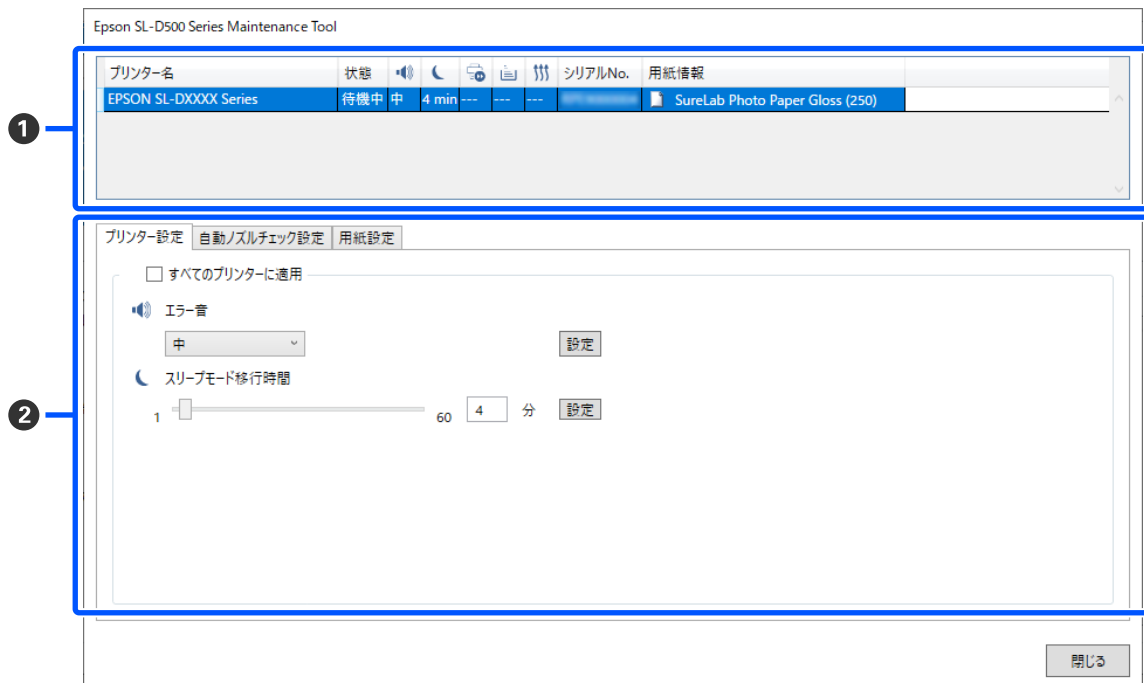 Epson SL-D500 Series Maintenance Tool
プリンター名 状態 シリアルNo. 用紙情報
EPSON SL-DXXXX Series 待機中 中 4 min --- --- --- SureLab Photo Paper Gloss (250)
1
プリンター設定 自動ノズルチェック設定 用紙設定
すべてのプリンターに適用
エラー音
中 設定
スリープモード移行時間
1 60 4 分 設定
2
閉じる